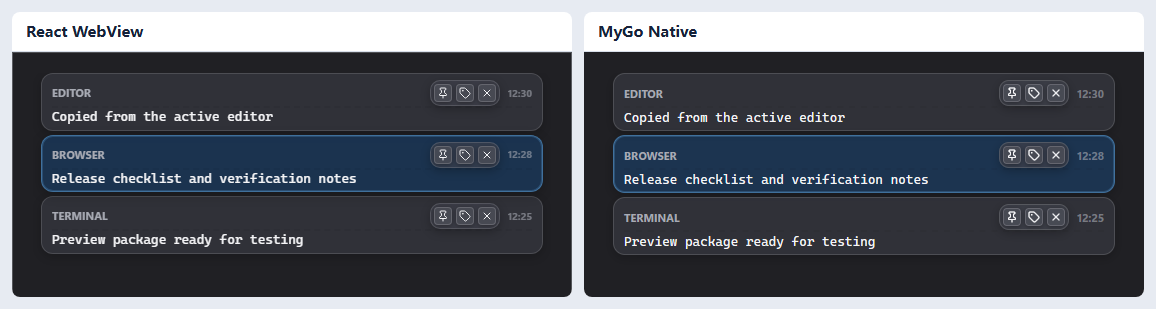 React WebView
EDITOR 12:30
Copied from the active editor
BROWSER 12:28
Release checklist and verification notes
TERMINAL 12:25
Preview package ready for testing
MyGo Native
EDITOR 12:30
Copied from the active editor
BROWSER 12:28
Release checklist and verification notes
TERMINAL 12:25
Preview package ready for testing